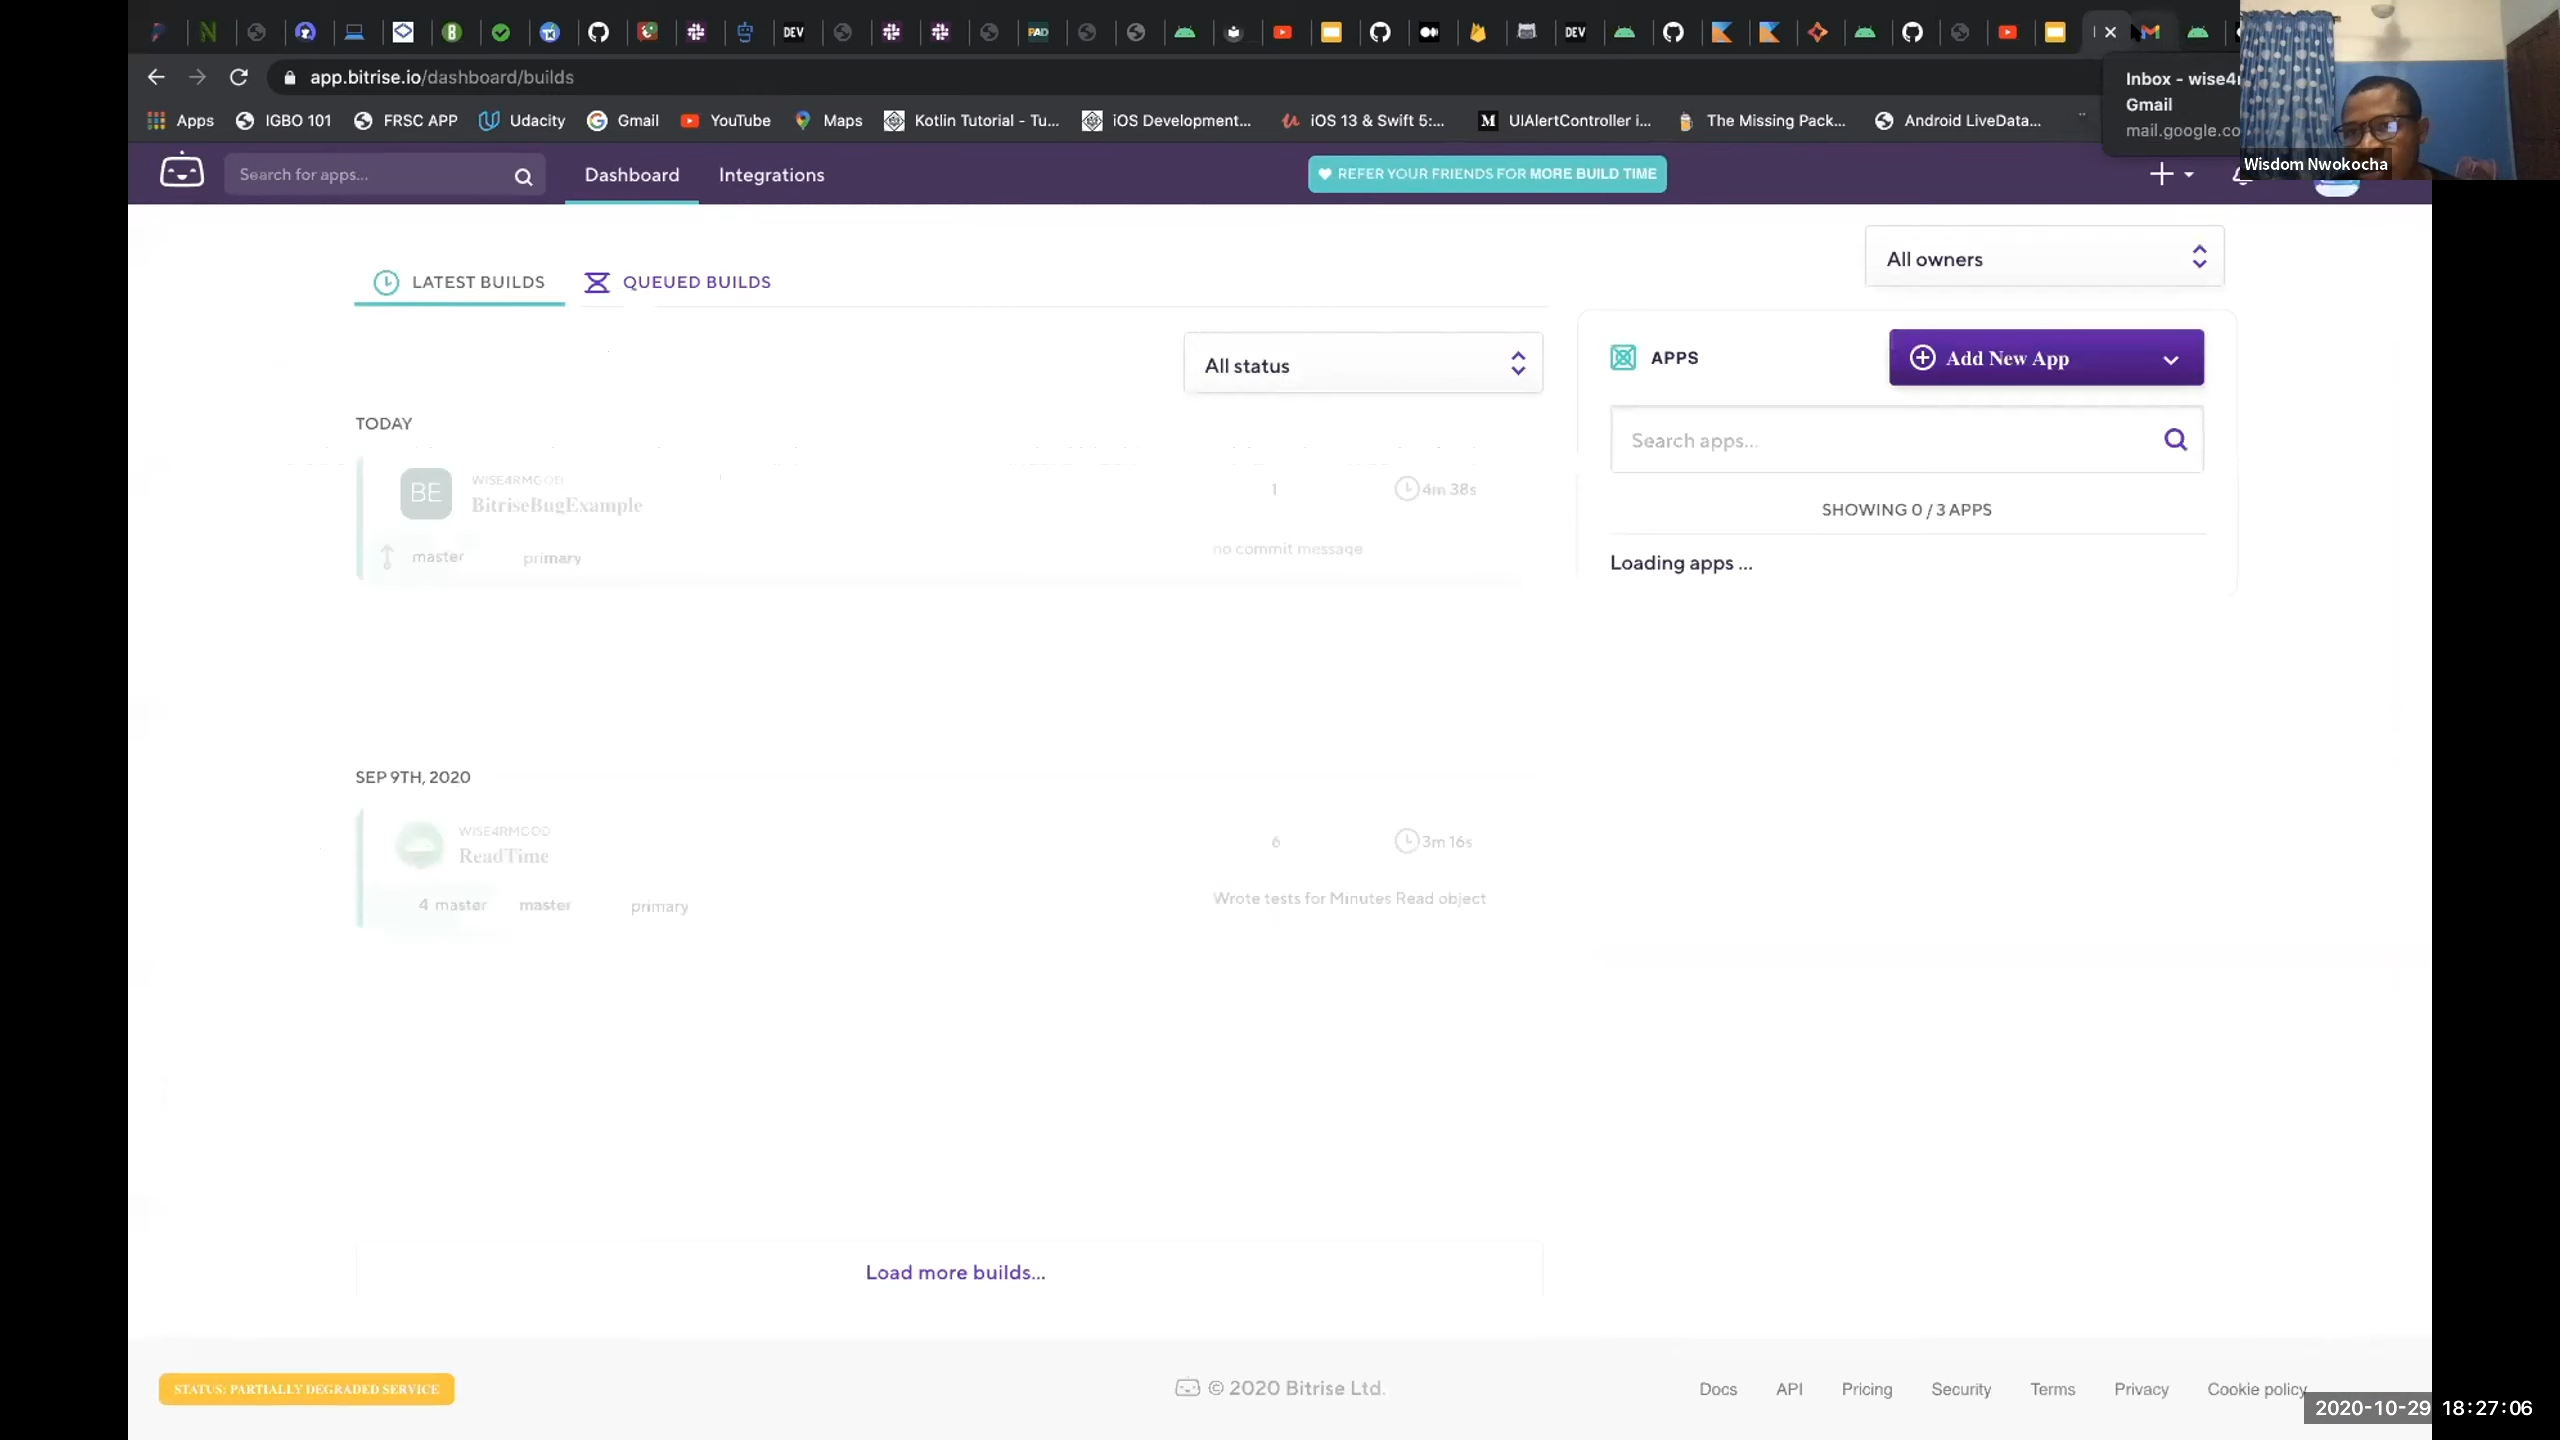 DEV
PAD
DEV
app.bitrise.io/dashboard/builds
Inbox - wise4r
Gmail
mail.google.co
Apps
IGBO 101
FRSC APP
Udacity
Gmail
YouTube
Maps
Kotlin Tutorial - Tu...
iOS Development...
iOS 13 & Swift 5:...
UIAlertController i...
The Missing Pack...
Android LiveData...
Wisdom Nwokocha
Search for apps...
Dashboard
Integrations
REFER YOUR FRIENDS FOR MORE BUILD TIME
All owners
LATEST BUILDS
QUEUED BUILDS
All status
APPS
Add New App
Search apps...
SHOWING 0 / 3 APPS
Loading apps ...
TODAY
BE
WISE4RMGOD
BitriseBugExample
1
4m 38s
master
primary
no commit message
SEP 9TH, 2020
WISE4RMGOD
ReadTime
6
3m 16s
4 master
master
primary
Wrote tests for Minutes Read object
Load more builds...
STATUS: PARTIALLY DEGRADED SERVICE
© 2020 Bitrise Ltd.
Docs
API
Pricing
Security
Terms
Privacy
Cookie policy
2020-10-29 18:27:06